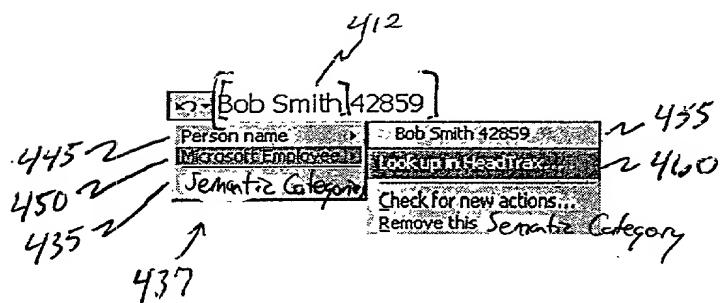 412
[[Bob Smith] 42859]
Person name
Bob Smith 42859
455
445
Microsoft Employee
Look up in HeadTrax...
460
450
Semantic Category
Check for new actions...
435
Remove this Semantic Category
437